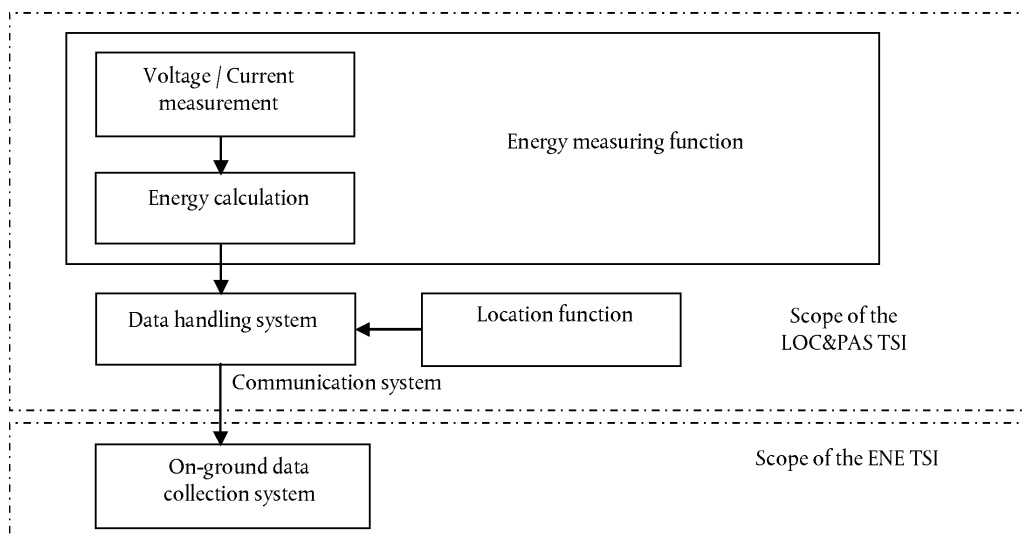 Voltage / Current
measurement
Energy measuring function
Energy calculation
Data handling system
Location function
Scope of the
LOC&PAS TSI
Communication system
On-ground data
collection system
Scope of the ENE TSI